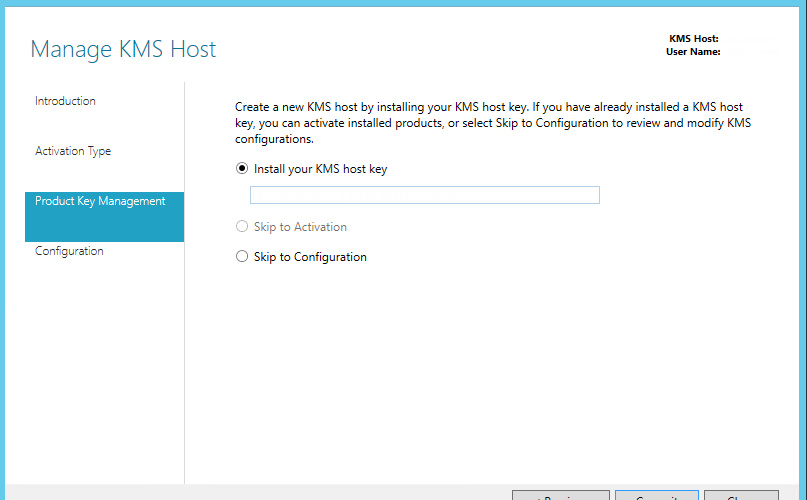 Manage KMS Host
KMS Host:
User Name:
Introduction
Activation Type
Product Key Management
Configuration
Create a new KMS host by installing your KMS host key. If you have already installed a KMS host
key, you can activate installed products, or select Skip to Configuration to review and modify KMS
configurations.
Install your KMS host key
Skip to Activation
Skip to Configuration